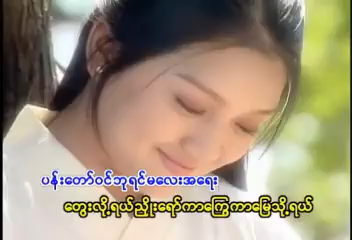 ပန်းတော်ဝင်ဘုရင်မလေးအရေး
တွေးလို့ရယ်ညှိုးရော်ကာကြွေကာမြေသို့ရယ်